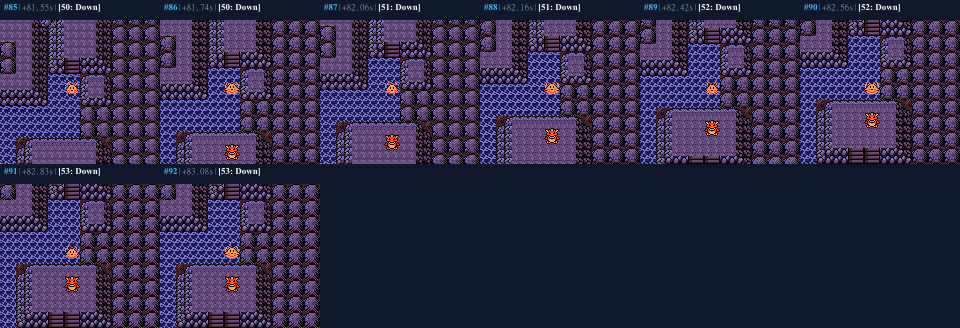 #85|+81.55s|[50: Down]
#86|+81.74s|[50: Down]
#87|+82.06s|[51: Down]
#88|+82.16s|[51: Down]
#89|+82.42s|[52: Down]
#90|+82.56s|[52: Down]
#91|+82.83s|[53: Down]
#92|+83.08s|[53: Down]